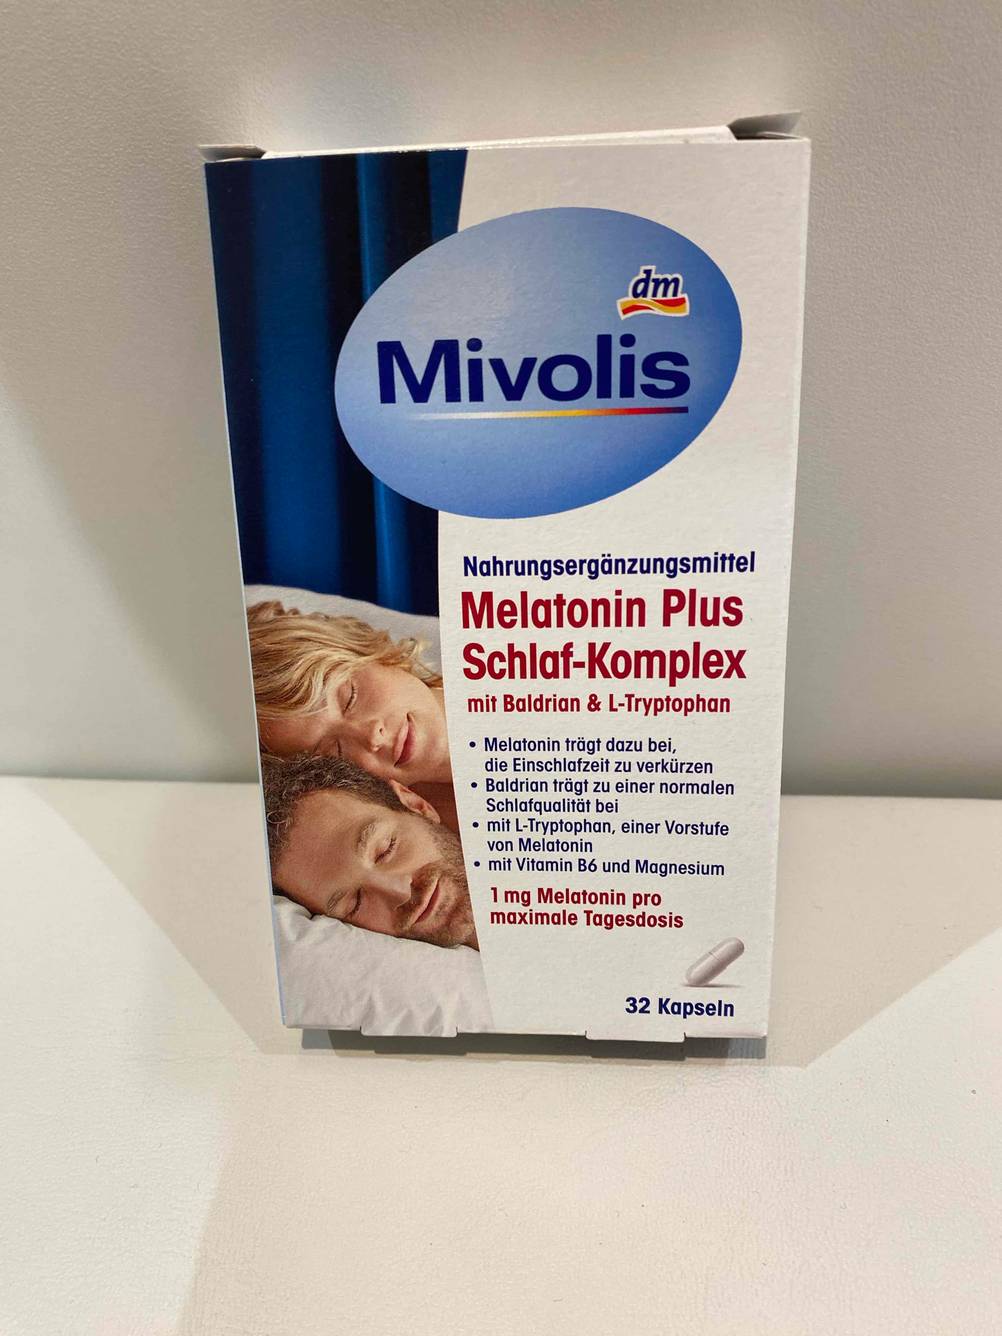 dm
Mivolis
Nahrungsergänzungsmittel
Melatonin Plus
Schlaf-Komplex
mit Baldrian & L-Tryptophan
• Melatonin trägt dazu bei,
die Einschlafzeit zu verkürzen
• Baldrian trägt zu einer normalen
Schlafqualität bei
• mit L-Tryptophan, einer Vorstufe
von Melatonin
• mit Vitamin B6 und Magnesium
1 mg Melatonin pro
maximale Tagesdosis
32 Kapseln